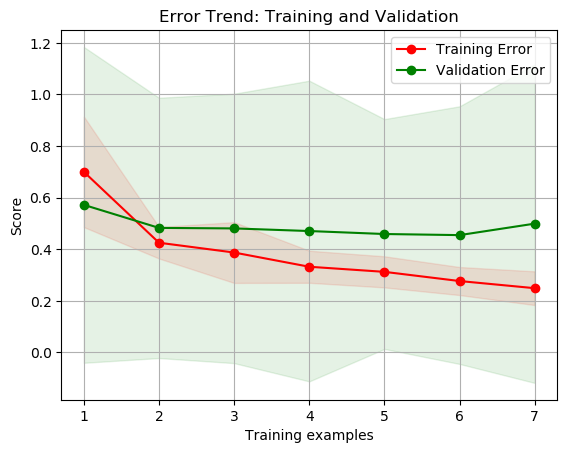 Error Trend: Training and Validation
Training Error
Validation Error
Score
1.2
1.0
0.8
0.6
0.4
0.2
0.0
1 2 3 4 5 6 7
Training examples